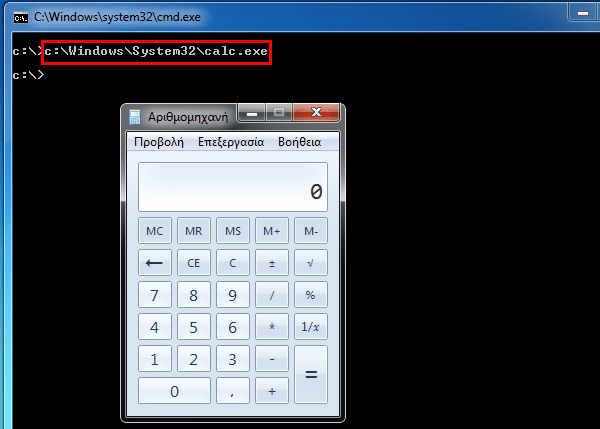 C:\Windows\system32\cmd.exe
c:\>c:\Windows\System32\calc.exe
c:\>
Αριθμομηχανή
Προβολή Επεξεργασία Βοήθεια
0
MC MR MS M+ M-
← CE C ± √
7 8 9 / %
4 5 6 * 1/x
1 2 3 - =
0 , +